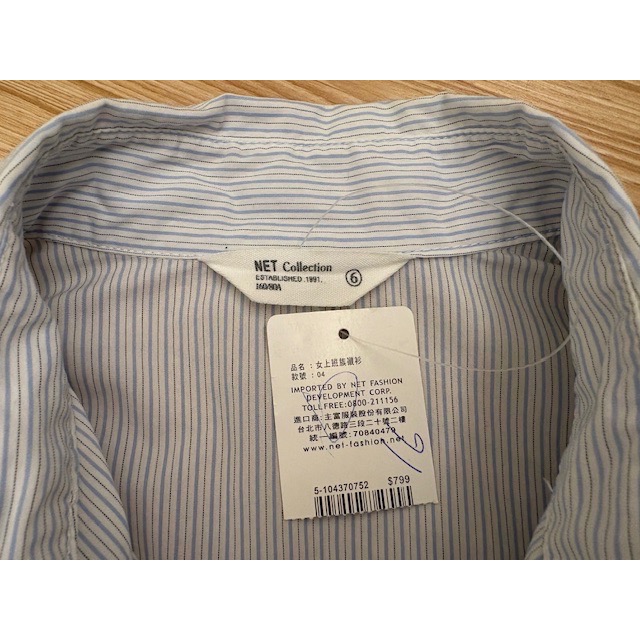 NET Collection
ESTABLISHED.1991.
160/80A
6
品名：女上班族襯衫
款號：04
IMPORTED BY NET FASHION
DEVELOPMENT CORP.
TOLLFREE:0800-211156
進口商:主富服裝股份有限公司
台北市八德路三段二十號二樓
統一編號:70840479
www.net-fashion.net
5-104370752 $799